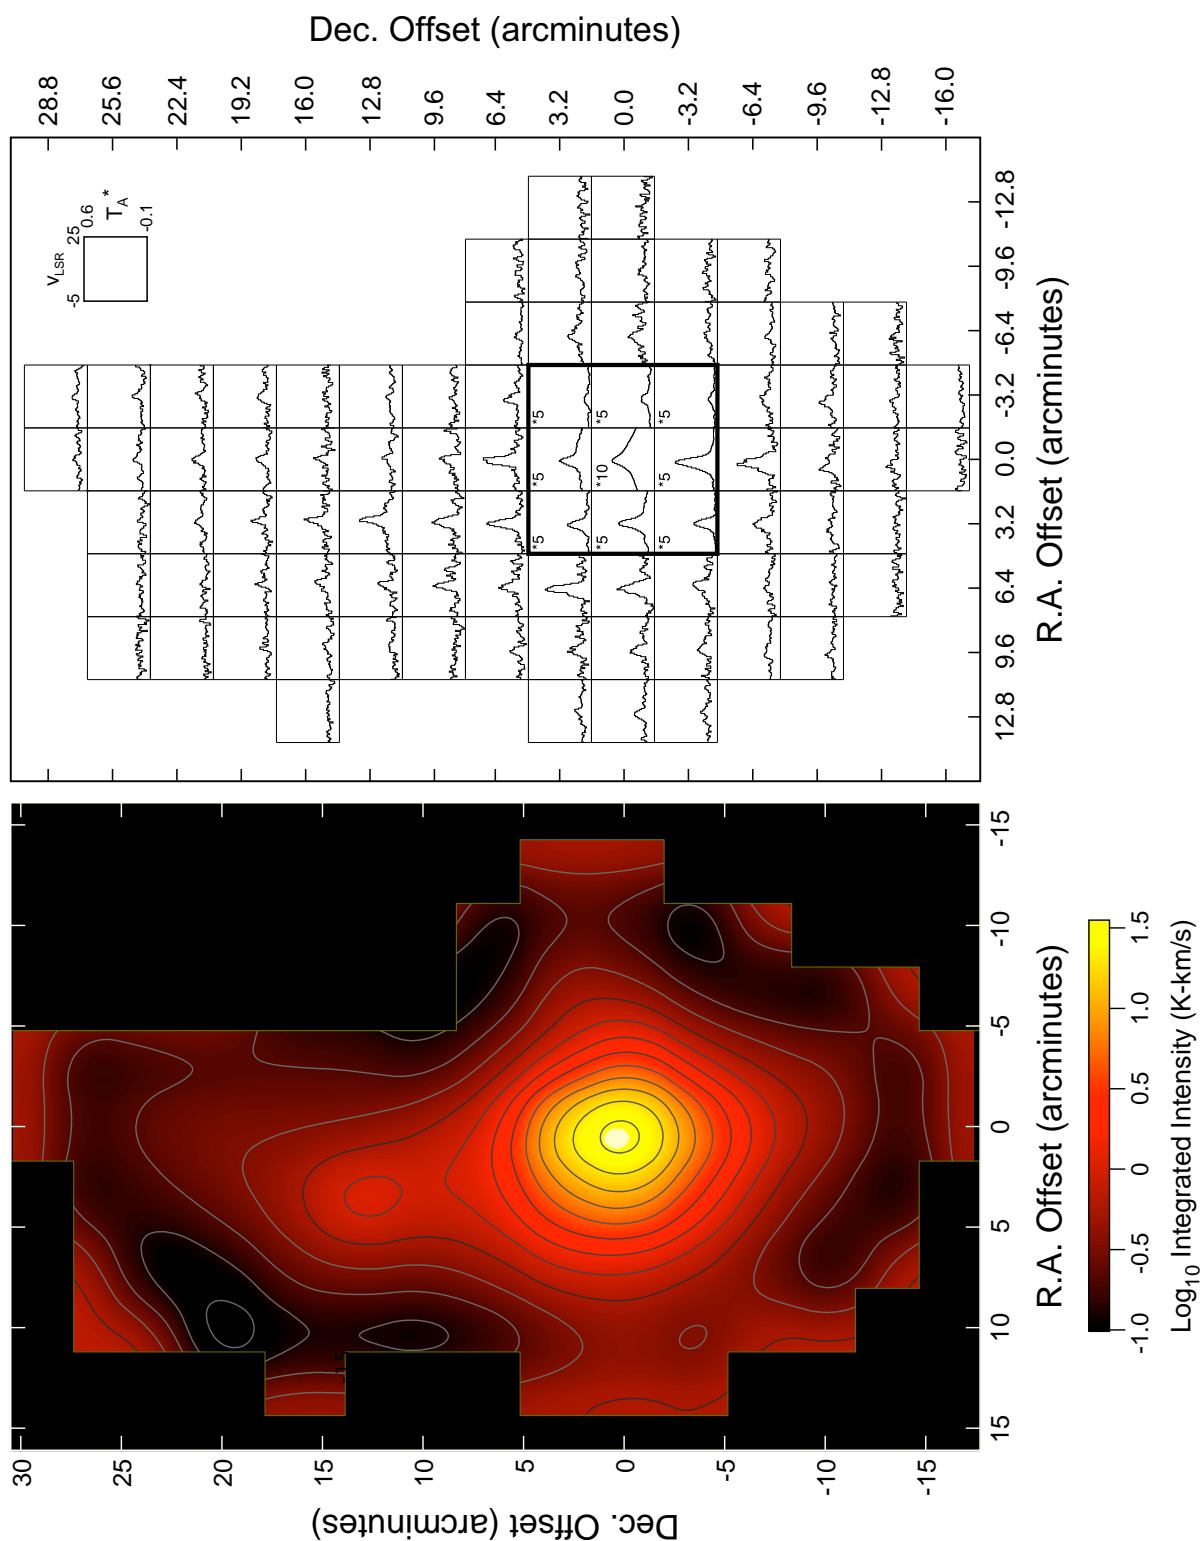 Dec. Offset (arcminutes)
28.8
25.6
22.4
19.2
16.0
12.8
9.6
6.4
3.2
0.0
-3.2
-6.4
-9.6
-12.8
-16.0
vLSR
-5 25
0.6
TA*
-0.1
*5 *5 *5
*5 *10 *5
*5 *5 *5
12.8 9.6 6.4 3.2 0.0 -3.2 -6.4 -9.6 -12.8
R.A. Offset (arcminutes)
Dec. Offset (arcminutes)
30
25
20
15
10
5
0
-5
-10
-15
-1.5
15 10 5 0 -5 -10 -15
R.A. Offset (arcminutes)
-1.0 -0.5 0 0.5 1.0 1.5
Log10 Integrated Intensity (K-km/s)